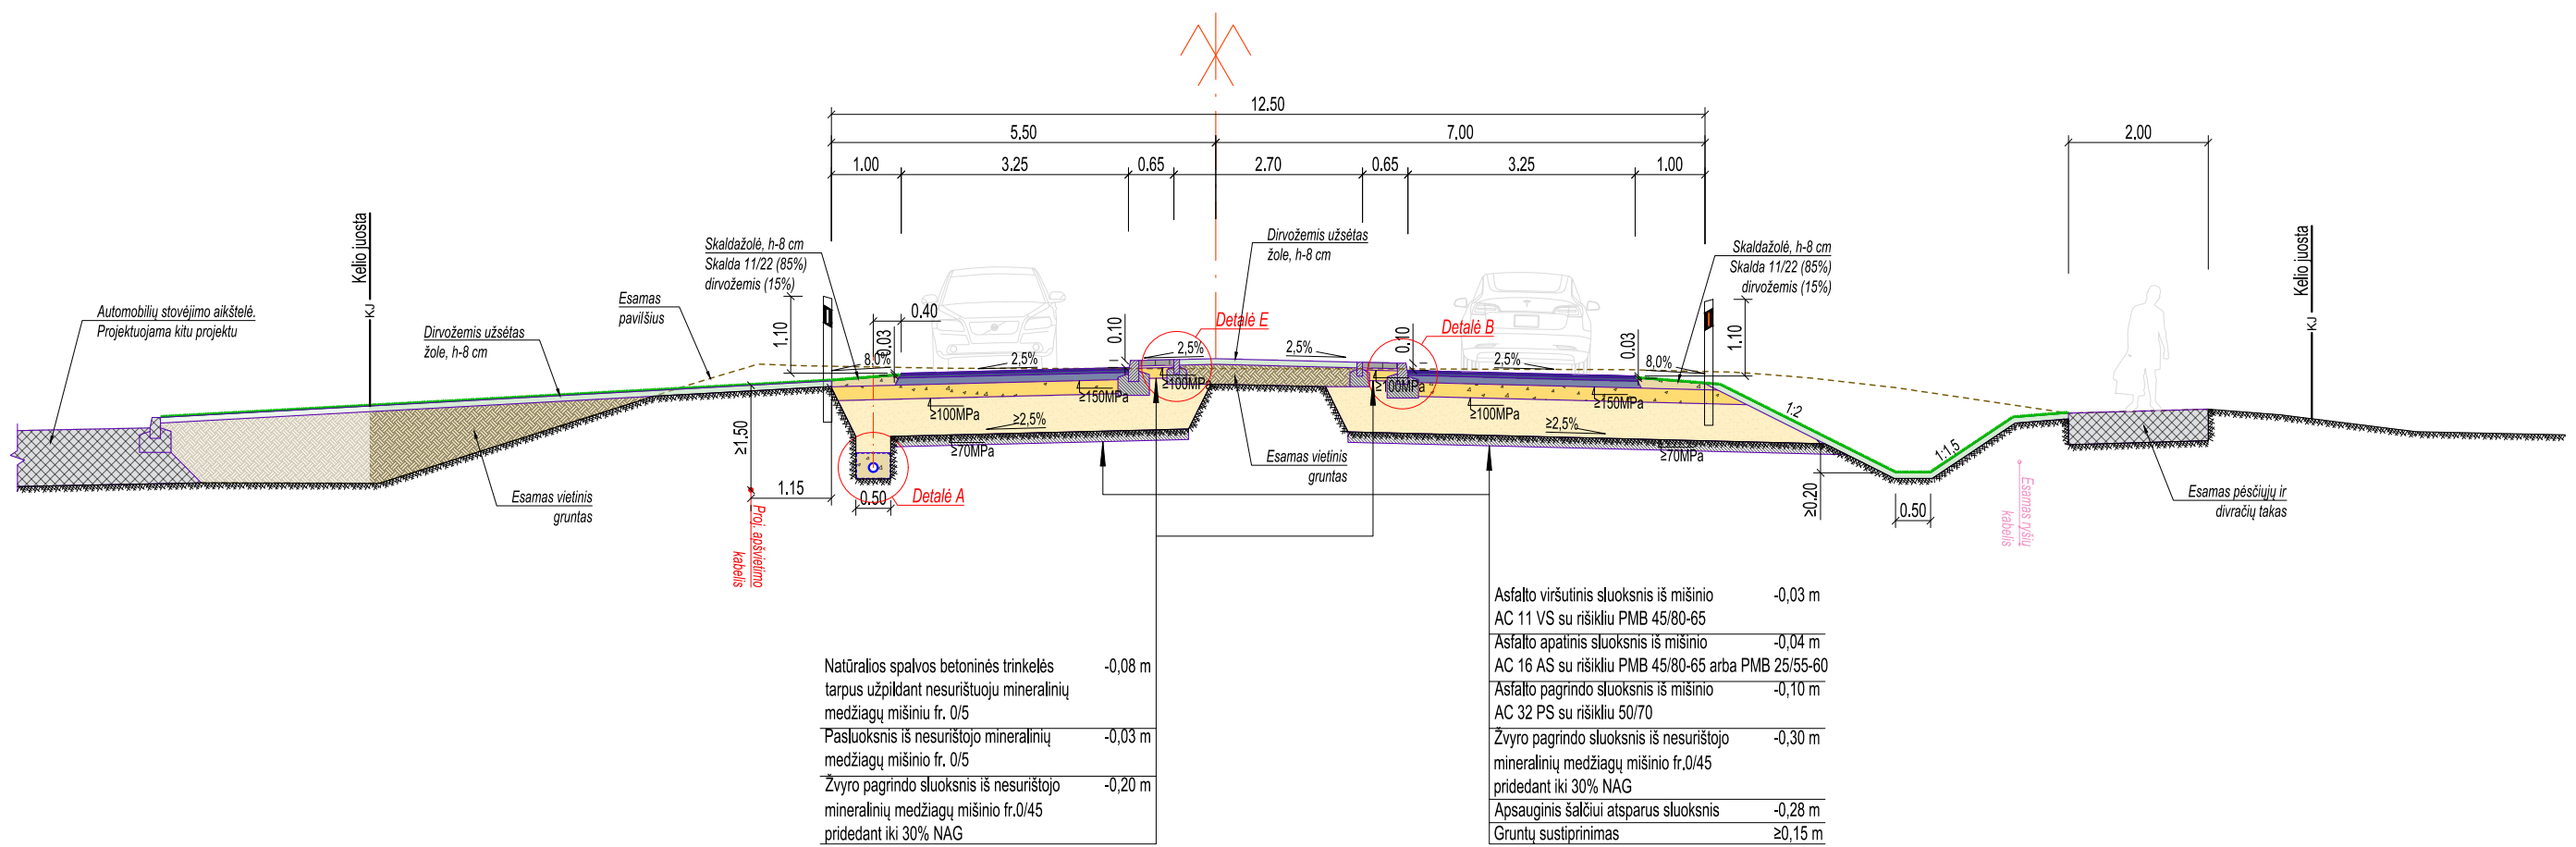 12.50
5.50
7.00
2.00
1.00
3.25
0.65
2.70
0.65
3.25
1.00
Kelio juosta
KJ
Automobilių stovėjimo aikštelė.
Projektuojama kitu projektu
Dirvožemis užsėtas
žole, h-8 cm
Esamas
paviršius
Skaldažolė, h-8 cm
Skalda 11/22 (85%)
dirvožemis (15%)
1.10
0.40
0.03
8,0%
2,5%
0.10
2,5%
Detalė E
Dirvožemis užsėtas
žole, h-8 cm
2,5%
0.10
Detalė B
2,5%
0.03
8,0%
Skaldažolė, h-8 cm
Skalda 11/22 (85%)
dirvožemis (15%)
1.10
Kelio juosta
KJ
≥100MPa
≥150MPa
≥100MPa
≥2,5%
≥70MPa
≥100MPa
≥100MPa
≥150MPa
≥2,5%
≥70MPa
1:2
1:1,5
≥1.50
1.15
0.50
Detalė A
Proj. apšvietimo
kabelis
Esamas vietinis
gruntas
Esamas vietinis
gruntas
≥0.20
0.50
Esamas ryšių
kabelis
Esamas pėsčiųjų ir
dviračių takas
Natūralios spalvos betoninės trinkelės -0,08 m
tarpus užpildant nesurištuoju mineralinių
medžiagų mišiniu fr. 0/5
Pasluoksnis iš nesurištojo mineralinių -0,03 m
medžiagų mišinio fr. 0/5
Žvyro pagrindo sluoksnis iš nesurištojo -0,20 m
mineralinių medžiagų mišinio fr.0/45
pridedant iki 30% NAG
Asfalto viršutinis sluoksnis iš mišinio -0,03 m
AC 11 VS su rišikliu PMB 45/80-65
Asfalto apatinis sluoksnis iš mišinio -0,04 m
AC 16 AS su rišikliu PMB 45/80-65 arba PMB 25/55-60
Asfalto pagrindo sluoksnis iš mišinio -0,10 m
AC 32 PS su rišikliu 50/70
Žvyro pagrindo sluoksnis iš nesurištojo -0,30 m
mineralinių medžiagų mišinio fr.0/45
pridedant iki 30% NAG
Apsauginis šalčiui atsparus sluoksnis -0,28 m
Gruntų sustiprinimas ≥0,15 m